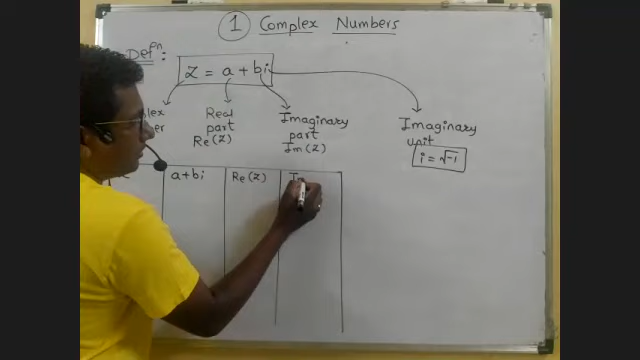 1 Complex Numbers
Defⁿ:
z = a + bi
Real
part
Re(z)
Imaginary
part
Im(z)
Imaginary
unit
i = √-1
a+bi
Re(z)
I